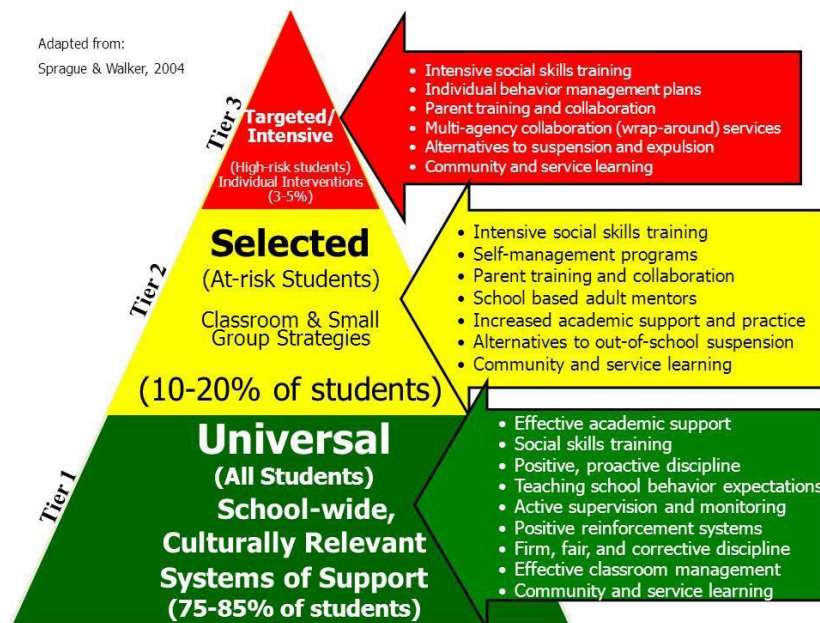 Adapted from:
Sprague & Walker, 2004
Tier 3
Targeted/
Intensive
(High-risk students)
Individual Interventions
(3-5%)
• Intensive social skills training
• Individual behavior management plans
• Parent training and collaboration
• Multi-agency collaboration (wrap-around) services
• Alternatives to suspension and expulsion
• Community and service learning
Tier 2
Selected
(At-risk Students)
Classroom & Small
Group Strategies
(10-20% of students)
• Intensive social skills training
• Self-management programs
• Parent training and collaboration
• School based adult mentors
• Increased academic support and practice
• Alternatives to out-of-school suspension
• Community and service learning
Tier 1
Universal
(All Students)
School-wide,
Culturally Relevant
Systems of Support
(75-85% of students)
• Effective academic support
• Social skills training
• Positive, proactive discipline
• Teaching school behavior expectations
• Active supervision and monitoring
• Positive reinforcement systems
• Firm, fair, and corrective discipline
• Effective classroom management
• Community and service learning